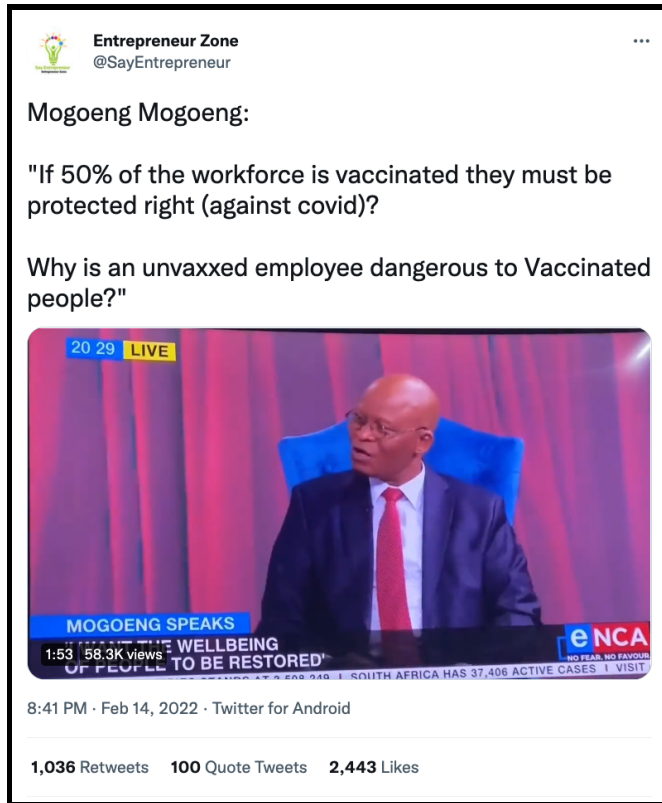 Entrepreneur Zone
@SayEntrepreneur
Mogoeng Mogoeng:
"If 50% of the workforce is vaccinated they must be
protected right (against covid)?
Why is an unvaxxed employee dangerous to Vaccinated
people?"
20 29 LIVE
MOGOENG SPEAKS
THE WELLBEING
OF PEOPLE TO BE RESTORED'
1:53 58.3K views
eNCA
NO FEAR. NO FAVOUR.
SOUTH AFRICA HAS 37,406 ACTIVE CASES I VISIT
8:41 PM · Feb 14, 2022 · Twitter for Android
1,036 Retweets 100 Quote Tweets 2,443 Likes